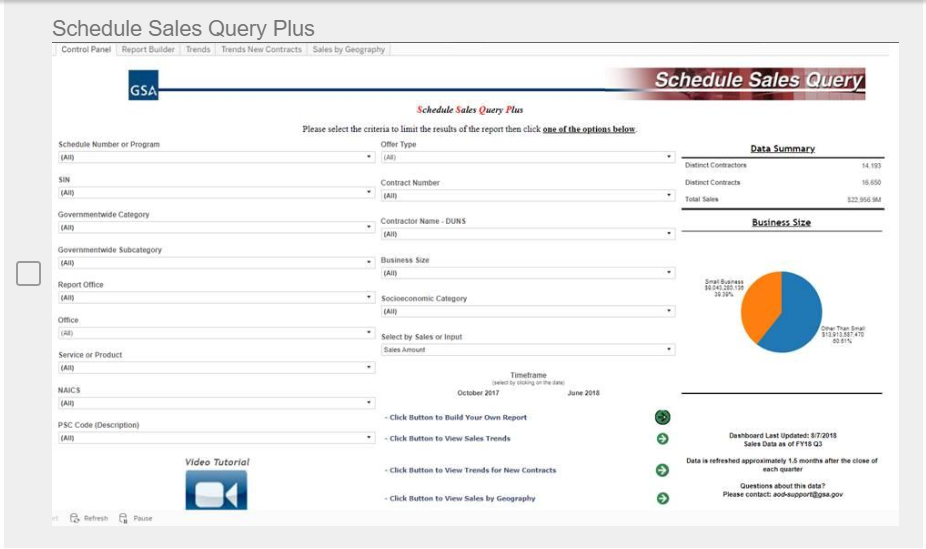 Schedule Sales Query Plus
Control Panel Report Builder Trends Trends New Contracts Sales by Geography
GSA
Schedule Sales Query
Schedule Sales Query Plus
Please select the criteria to limit the results of the report then click one of the options below.
Schedule Number or Program
(All)
SIN
(All)
Governmentwide Category
(All)
Governmentwide Subcategory
(All)
Report Office
(All)
Office
(All)
Service or Product
(All)
NAICS
(All)
PSC Code (Description)
(All)
Video Tutorial
Offer Type
(All)
Contract Number
(All)
Contractor Name - DUNS
(All)
Business Size
(All)
Socioeconomic Category
(All)
Select by Sales or Input
Sales Amount
Timeframe
(select by clicking on the date)
October 2017 June 2018
- Click Button to Build Your Own Report
- Click Button to View Sales Trends
- Click Button to View Trends for New Contracts
- Click Button to View Sales by Geography
Data Summary
Distinct Contractors 14,193
Distinct Contracts 16,650
Total Sales $22,956.9M
Business Size
Small Business
39.39%
Other Than Small
$13,913,587,470
60.61%
Dashboard Last Updated: 8/7/2018
Sales Data as of FY18 Q3
Data is refreshed approximately 1.5 months after the close of
each quarter
Questions about this data?
Please contact: aod-support@gsa.gov
Refresh Pause